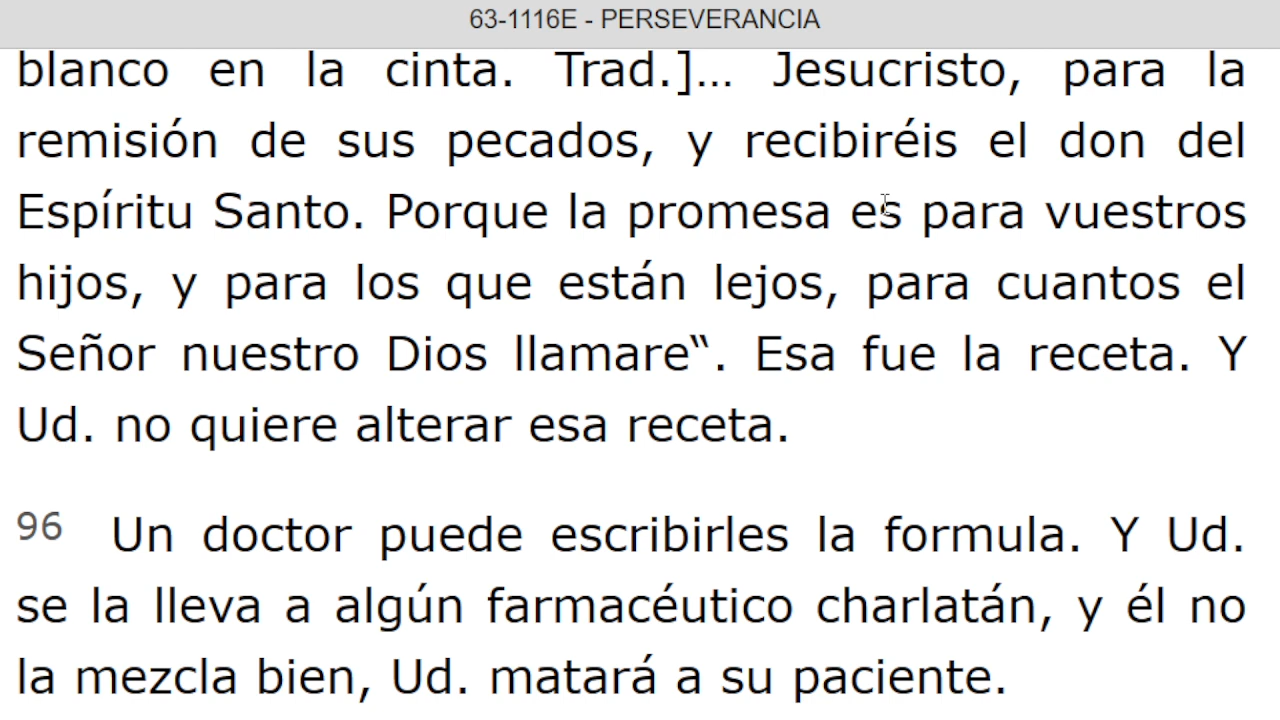 63-1116E - PERSEVERANCIA
blanco en la cinta. Trad.]… Jesucristo, para la
remisión de sus pecados, y recibiréis el don del
Espíritu Santo. Porque la promesa es para vuestros
hijos, y para los que están lejos, para cuantos el
Señor nuestro Dios llamare“. Esa fue la receta. Y
Ud. no quiere alterar esa receta.
96 Un doctor puede escribirles la formula. Y Ud.
se la lleva a algún farmacéutico charlatán, y él no
la mezcla bien, Ud. matará a su paciente.